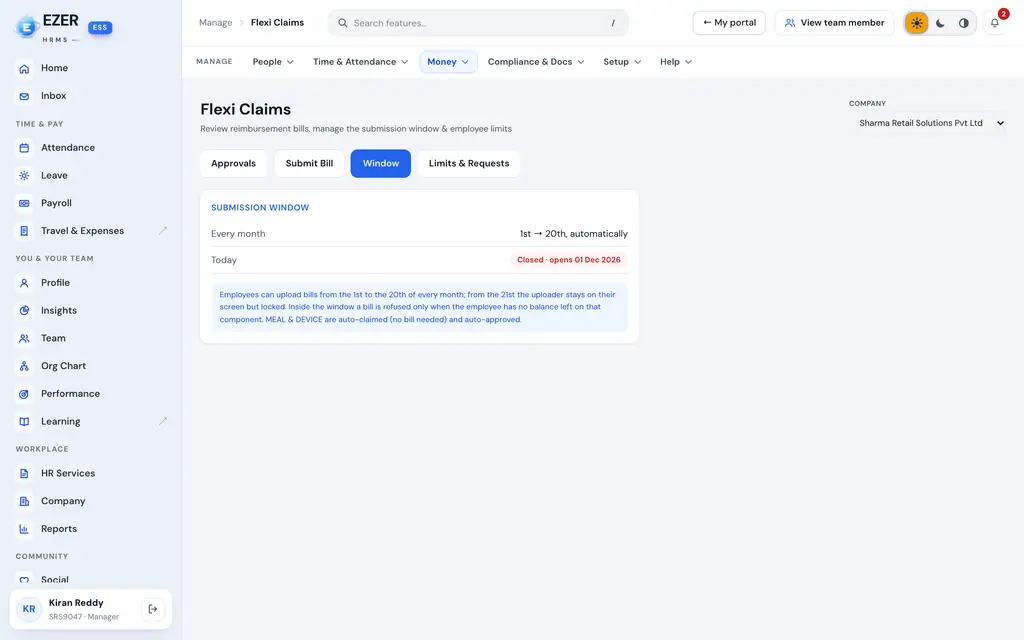 EZER
HRMS
ESS
Home
Inbox
TIME & PAY
Attendance
Leave
Payroll
Travel & Expenses
YOU & YOUR TEAM
Profile
Insights
Team
Org Chart
Performance
Learning
WORKPLACE
HR Services
Company
Reports
COMMUNITY
Social
KR
Kiran Reddy
SRS9047 · Manager
Manage > Flexi Claims
Search features... /
← My portal
View team member
2
MANAGE
People
Time & Attendance
Money
Compliance & Docs
Setup
Help
Flexi Claims
Review reimbursement bills, manage the submission window & employee limits
COMPANY
Sharma Retail Solutions Pvt Ltd
Approvals
Submit Bill
Window
Limits & Requests
SUBMISSION WINDOW
Every month 1st → 20th, automatically
Today Closed · opens 01 Dec 2026
Employees can upload bills from the 1st to the 20th of every month; from the 21st the uploader stays on their
screen but locked. Inside the window a bill is refused only when the employee has no balance left on that
component. MEAL & DEVICE are auto-claimed (no bill needed) and auto-approved.